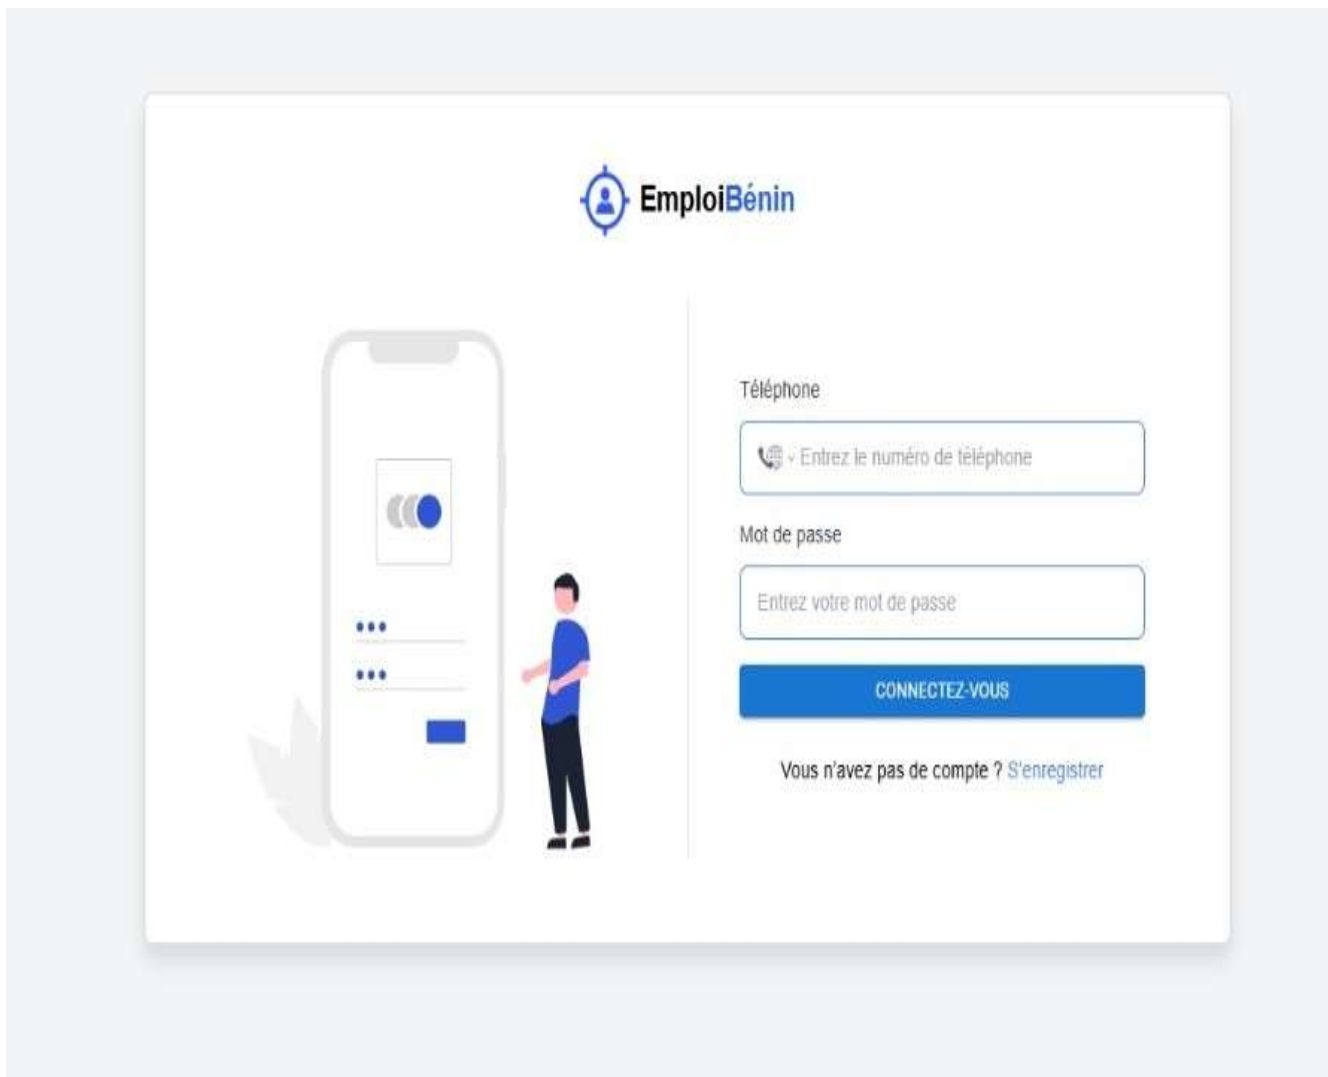 EmploiBénin
Téléphone
- Entrez le numéro de téléphone
Mot de passe
Entrez votre mot de passe
CONNECTEZ-VOUS
Vous n'avez pas de compte ? S'enregistrer